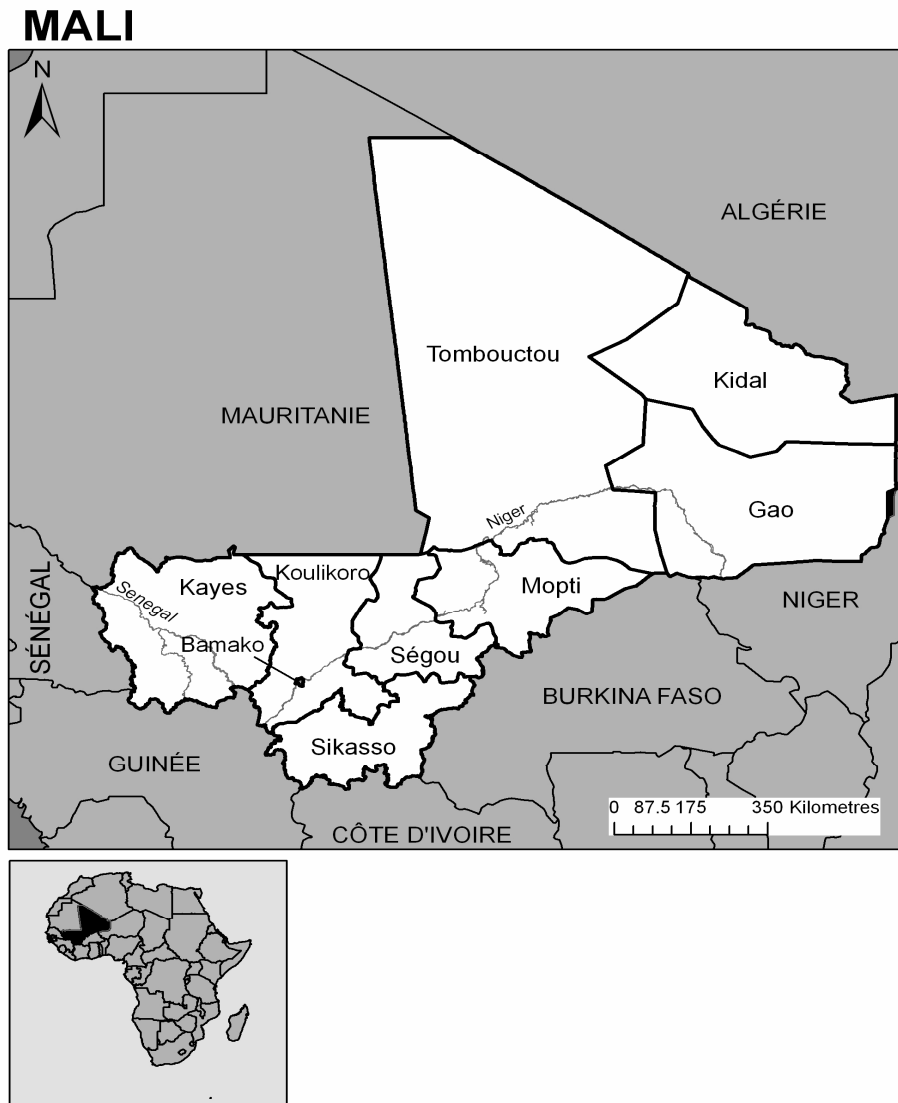 MALI
N
ALGÉRIE
Tombouctou
Kidal
MAURITANIE
Gao
Niger
Koulikoro
Kayes
Mopti
Senegal
NIGER
SÉNÉGAL
Bamako
Ségou
BURKINA FASO
Sikasso
GUINÉE
0 87.5 175 350 Kilometres
CÔTE D'IVOIRE